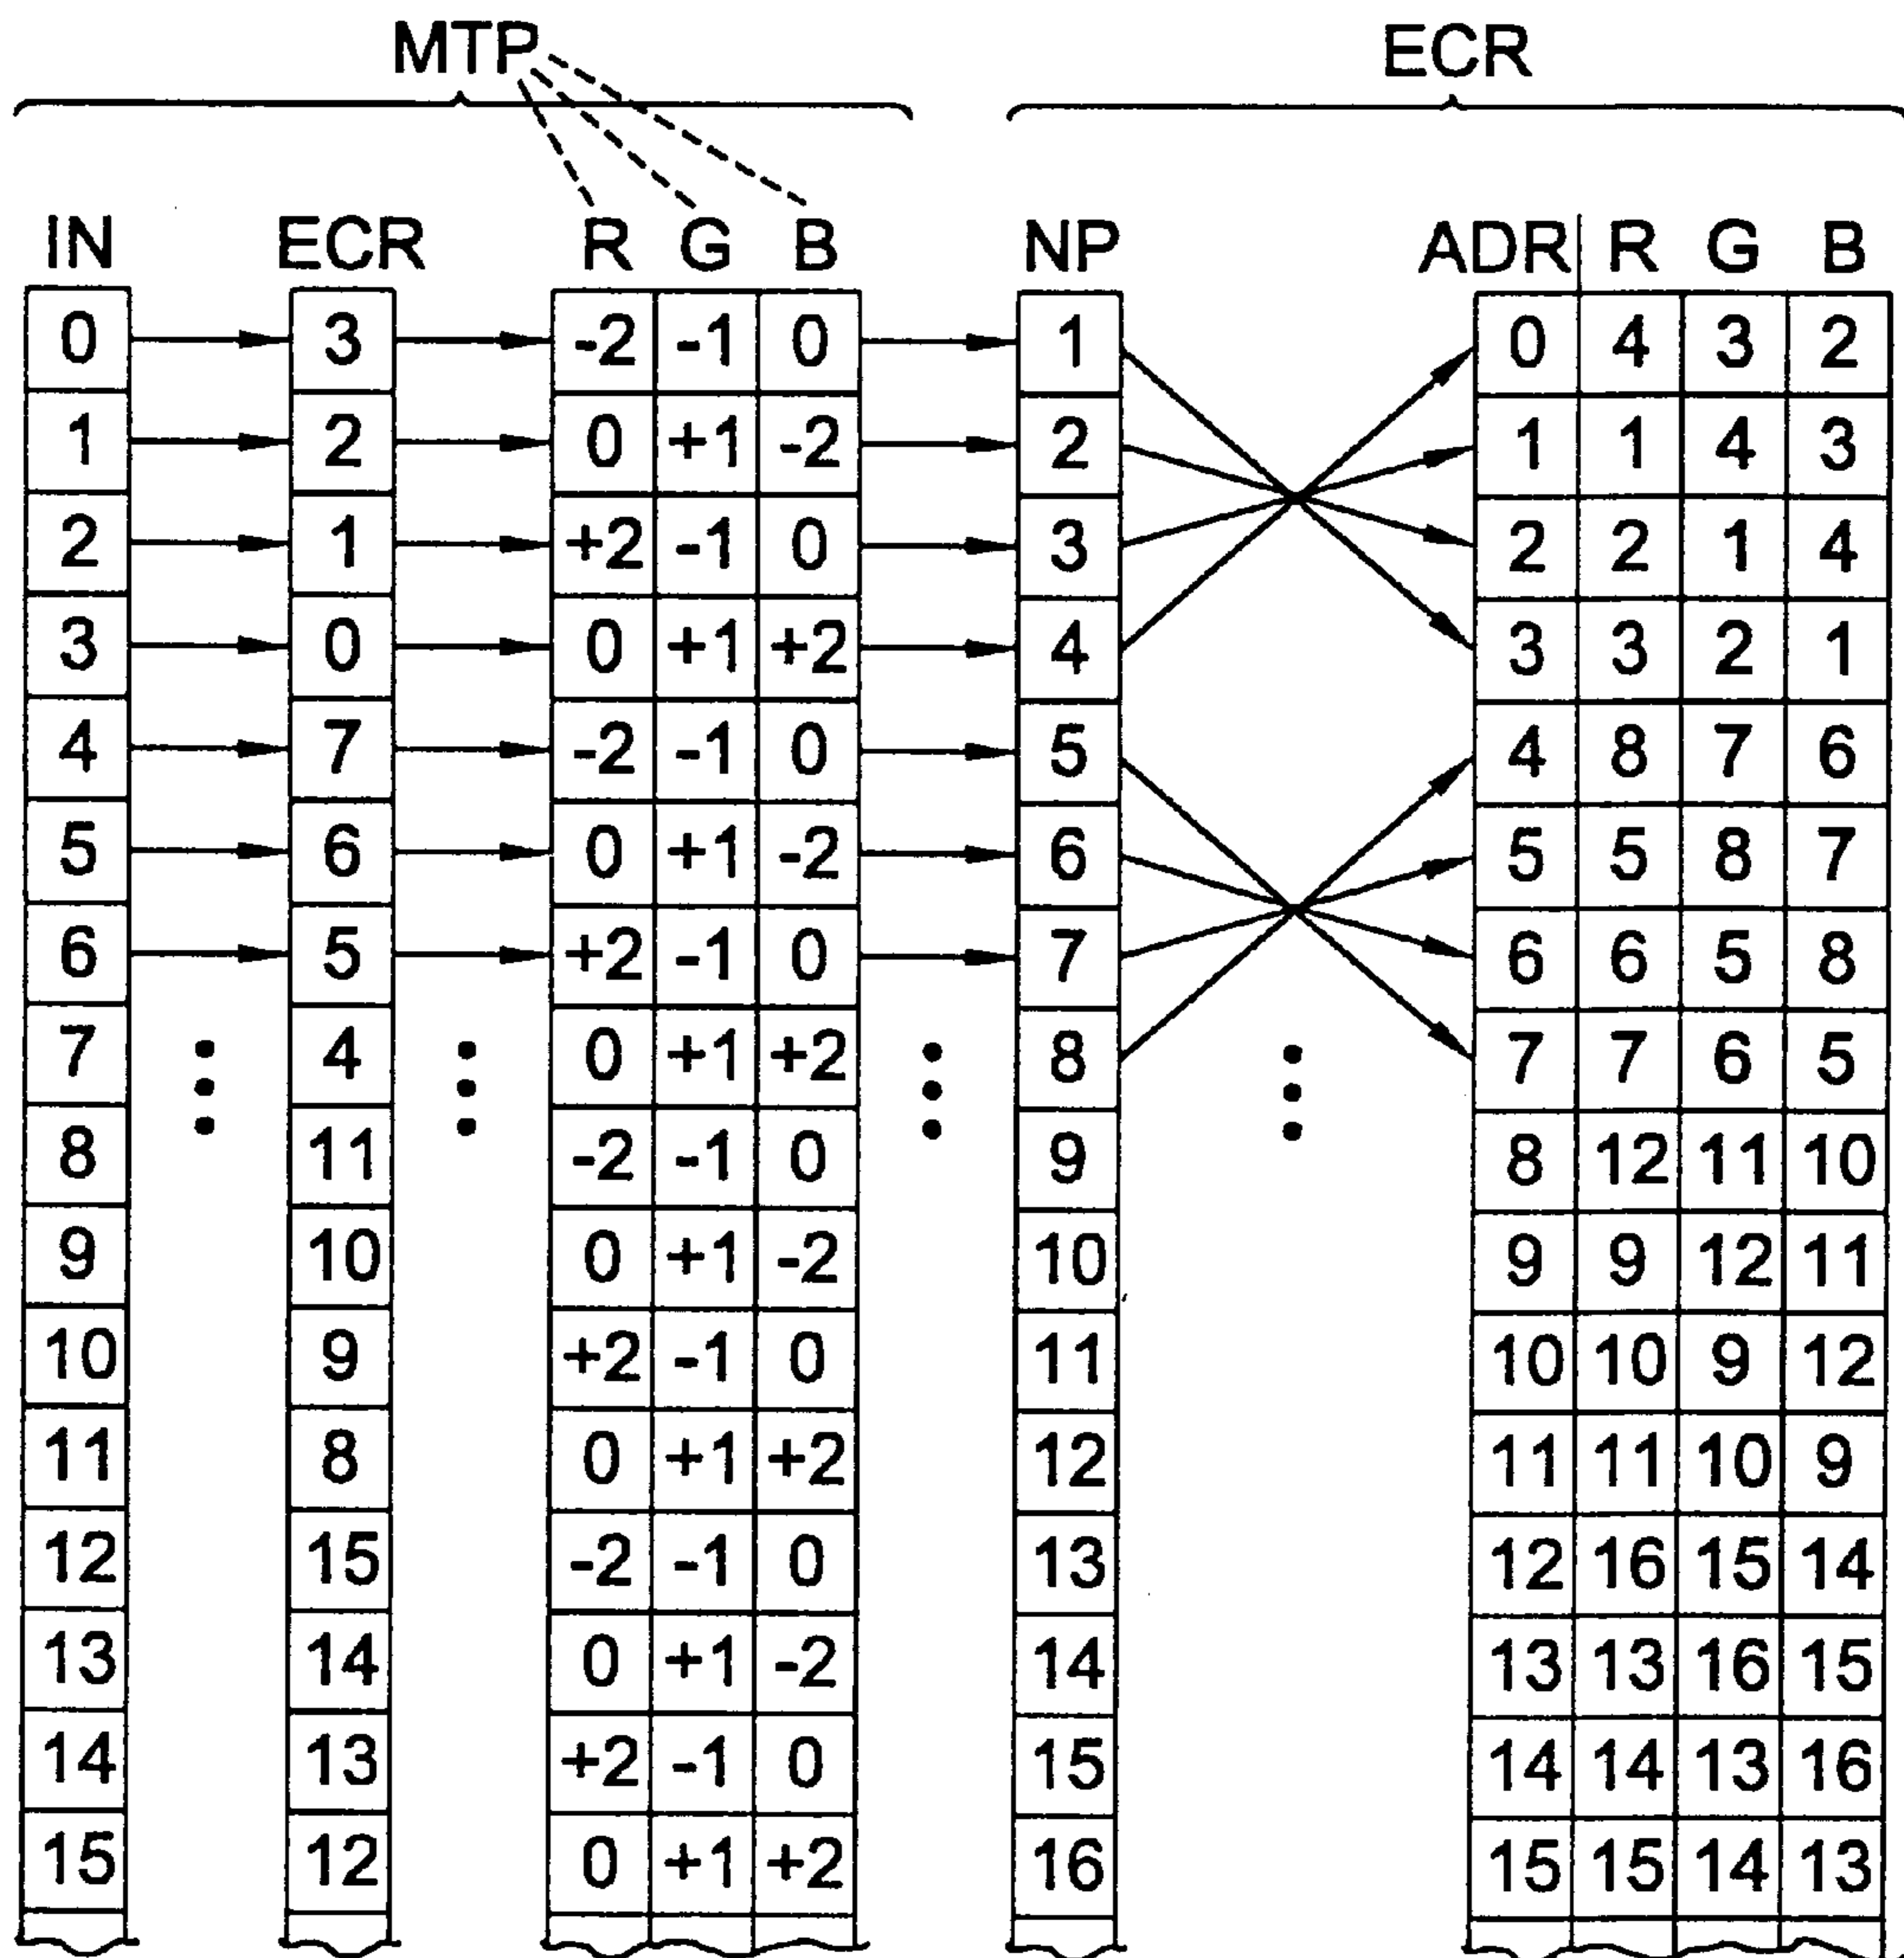 MTP ECR
IN ECR R G B NP ADR R G B
0 3 -2 -1 0 1 0 4 3 2
1 2 0 +1 -2 2 1 1 4 3
2 1 +2 -1 0 3 2 2 1 4
3 0 0 +1 +2 4 3 3 2 1
4 7 -2 -1 0 5 4 8 7 6
5 6 0 +1 -2 6 5 5 8 7
6 5 +2 -1 0 7 6 6 5 8
7 4 0 +1 +2 8 7 7 6 5
8 11 -2 -1 0 9 8 12 11 10
9 10 0 +1 -2 10 9 9 12 11
10 9 +2 -1 0 11 10 10 9 12
11 8 0 +1 +2 12 11 11 10 9
12 15 -2 -1 0 13 12 16 15 14
13 14 0 +1 -2 14 13 13 16 15
14 13 +2 -1 0 15 14 14 13 16
15 12 0 +1 +2 16 15 15 14 13